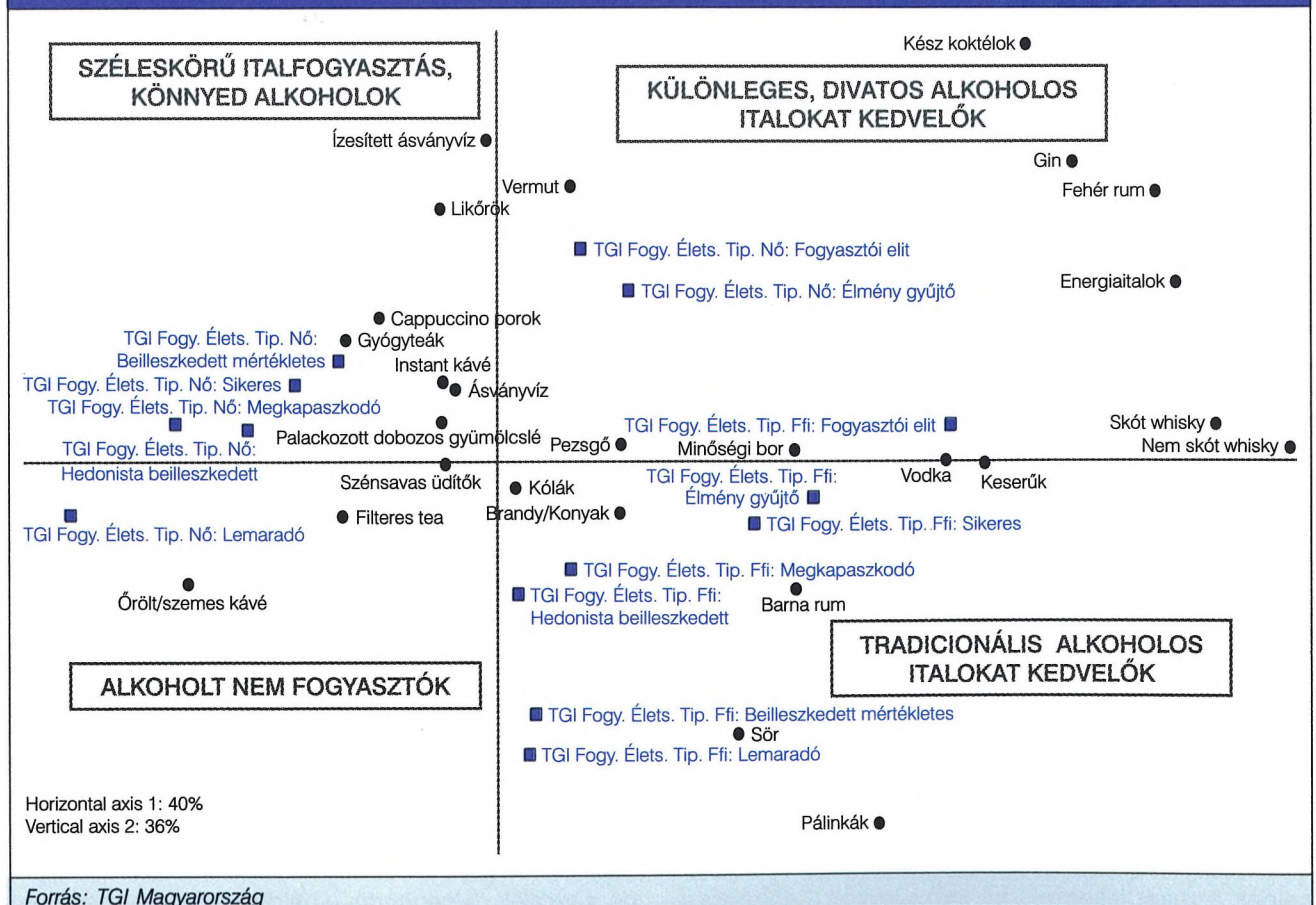 SZÉLESKÖRŰ ITALFOGYASZTÁS,
KÖNNYED ALKOHOLOK
Kész koktélok
KÜLÖNLEGES, DIVATOS ALKOHOLOS
ITALOKAT KEDVELŐK
Ízesített ásványvíz
Gin
Vermut
Fehér rum
Likőrök
TGI Fogy. Élets. Tip. Nő: Fogyasztói elit
Energiaitalok
TGI Fogy. Élets. Tip. Nő: Élmény gyűjtő
Cappuccino porok
TGI Fogy. Élets. Tip. Nő:
Beilleszkedett mértékletes
Gyógyteák
Instant kávé
TGI Fogy. Élets. Tip. Nő: Sikeres
Ásványvíz
TGI Fogy. Élets. Tip. Nő: Megkapaszkodó
TGI Fogy. Élets. Tip. Nő:
Hedonista beilleszkedett
Palackozott dobozos gyümölcslé
TGI Fogy. Élets. Tip. Ffi: Fogyasztói elit
Skót whisky
Pezsgő
Minőségi bor
Nem skót whisky
Szénsavas üdítők
TGI Fogy. Élets. Tip. Ffi:
Élmény gyűjtő
Vodka
Keserűk
Kólák
Filteres tea
Brandy/Konyak
TGI Fogy. Élets. Tip. Ffi: Sikeres
TGI Fogy. Élets. Tip. Nő: Lemaradó
TGI Fogy. Élets. Tip. Ffi: Megkapaszkodó
Őrölt/szemes kávé
TGI Fogy. Élets. Tip. Ffi:
Hedonista beilleszkedett
Barna rum
TRADICIONÁLIS ALKOHOLOS
ITALOKAT KEDVELŐK
ALKOHOLT NEM FOGYASZTÓK
TGI Fogy. Élets. Tip. Ffi: Beilleszkedett mértékletes
Sör
TGI Fogy. Élets. Tip. Ffi: Lemaradó
Horizontal axis 1: 40%
Vertical axis 2: 36%
Pálinkák
Forrás: TGI Magyarország